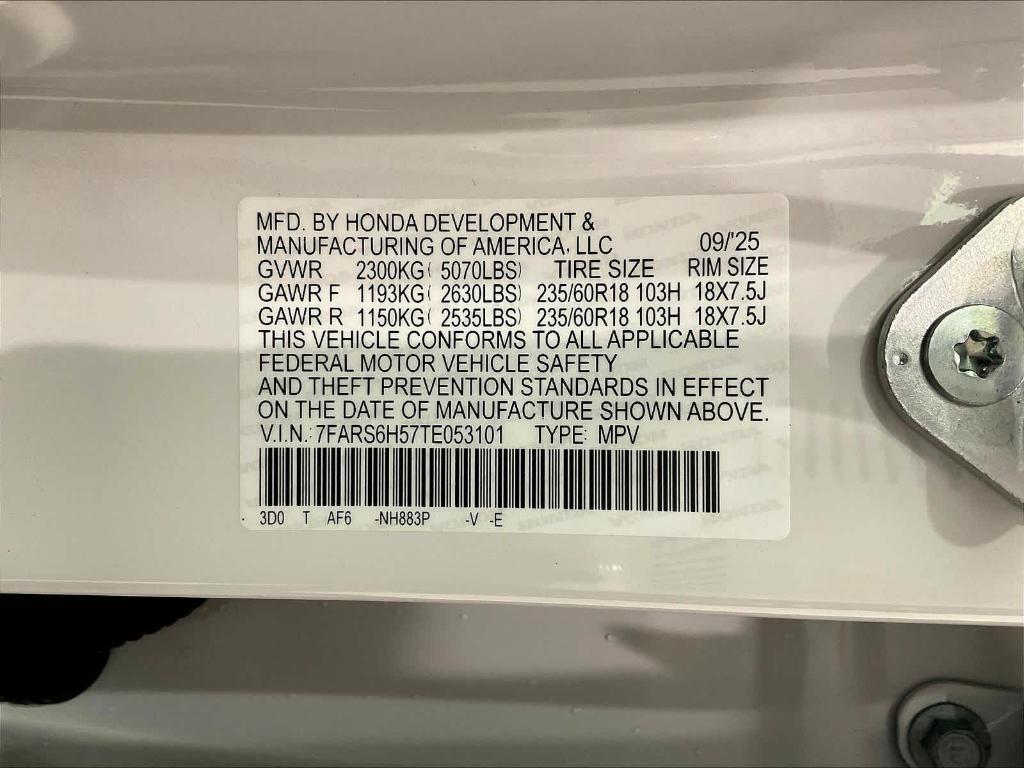 MFD. BY HONDA DEVELOPMENT &
MANUFACTURING OF AMERICA, LLC 09/'25
GVWR 2300KG( 5070LBS) TIRE SIZE RIM SIZE
GAWR F 1193KG( 2630LBS) 235/60R18 103H 18X7.5J
GAWR R 1150KG( 2535LBS) 235/60R18 103H 18X7.5J
THIS VEHICLE CONFORMS TO ALL APPLICABLE
FEDERAL MOTOR VEHICLE SAFETY
AND THEFT PREVENTION STANDARDS IN EFFECT
ON THE DATE OF MANUFACTURE SHOWN ABOVE.
V.I.N.: 7FARS6H57TE053101 TYPE: MPV
3D0 T AF6 -NH883P -V -E